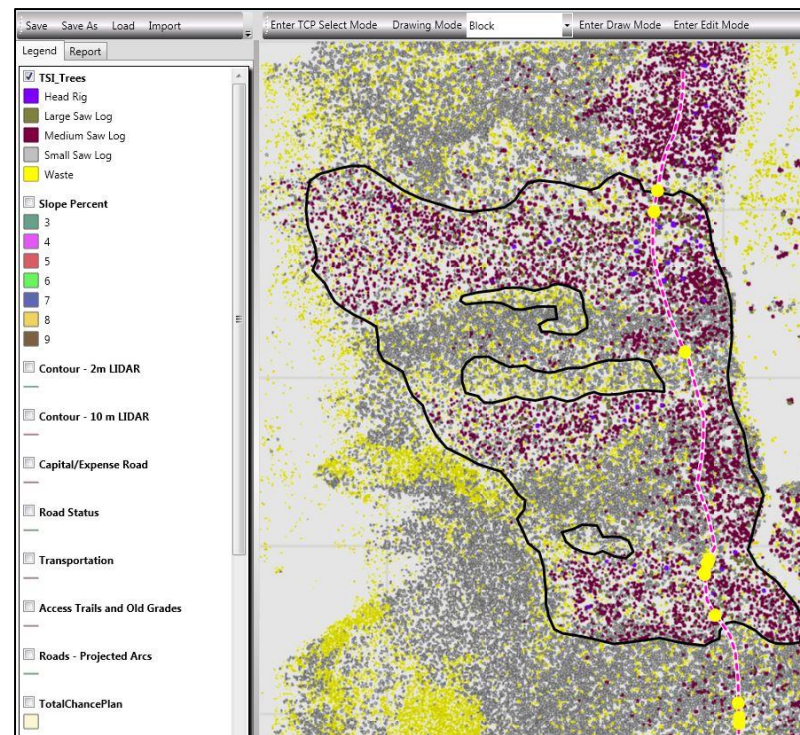 Save Save As Load Import
Enter TCP Select Mode Drawing Mode Block Enter Draw Mode Enter Edit Mode
Legend Report
TSI_Trees
Head Rig
Large Saw Log
Medium Saw Log
Small Saw Log
Waste
Slope Percent
3
4
5
6
7
8
9
Contour - 2m LIDAR
Contour - 10 m LIDAR
Capital/Expense Road
Road Status
Transportation
Access Trails and Old Grades
Roads - Projected Arcs
TotalChancePlan